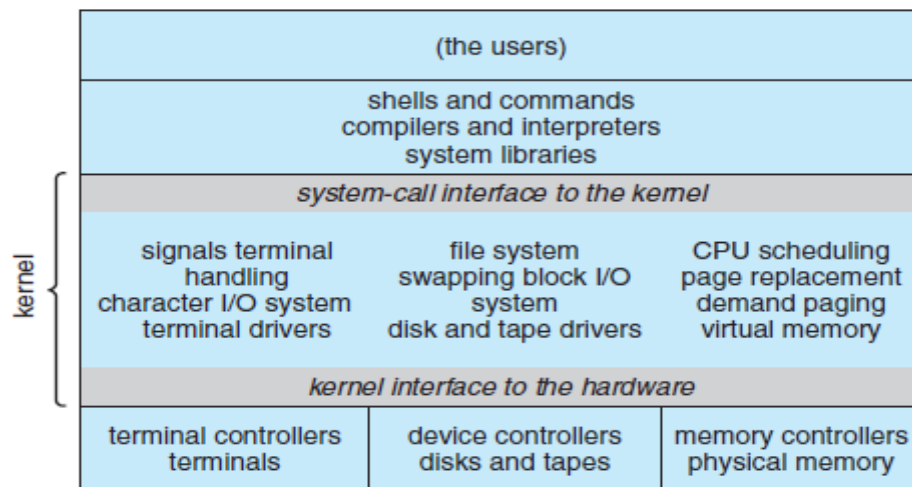 (the users)
shells and commands
compilers and interpreters
system libraries
kernel
system-call interface to the kernel
signals terminal
handling
character I/O system
terminal drivers
file system
swapping block I/O
system
disk and tape drivers
CPU scheduling
page replacement
demand paging
virtual memory
kernel interface to the hardware
terminal controllers
terminals
device controllers
disks and tapes
memory controllers
physical memory